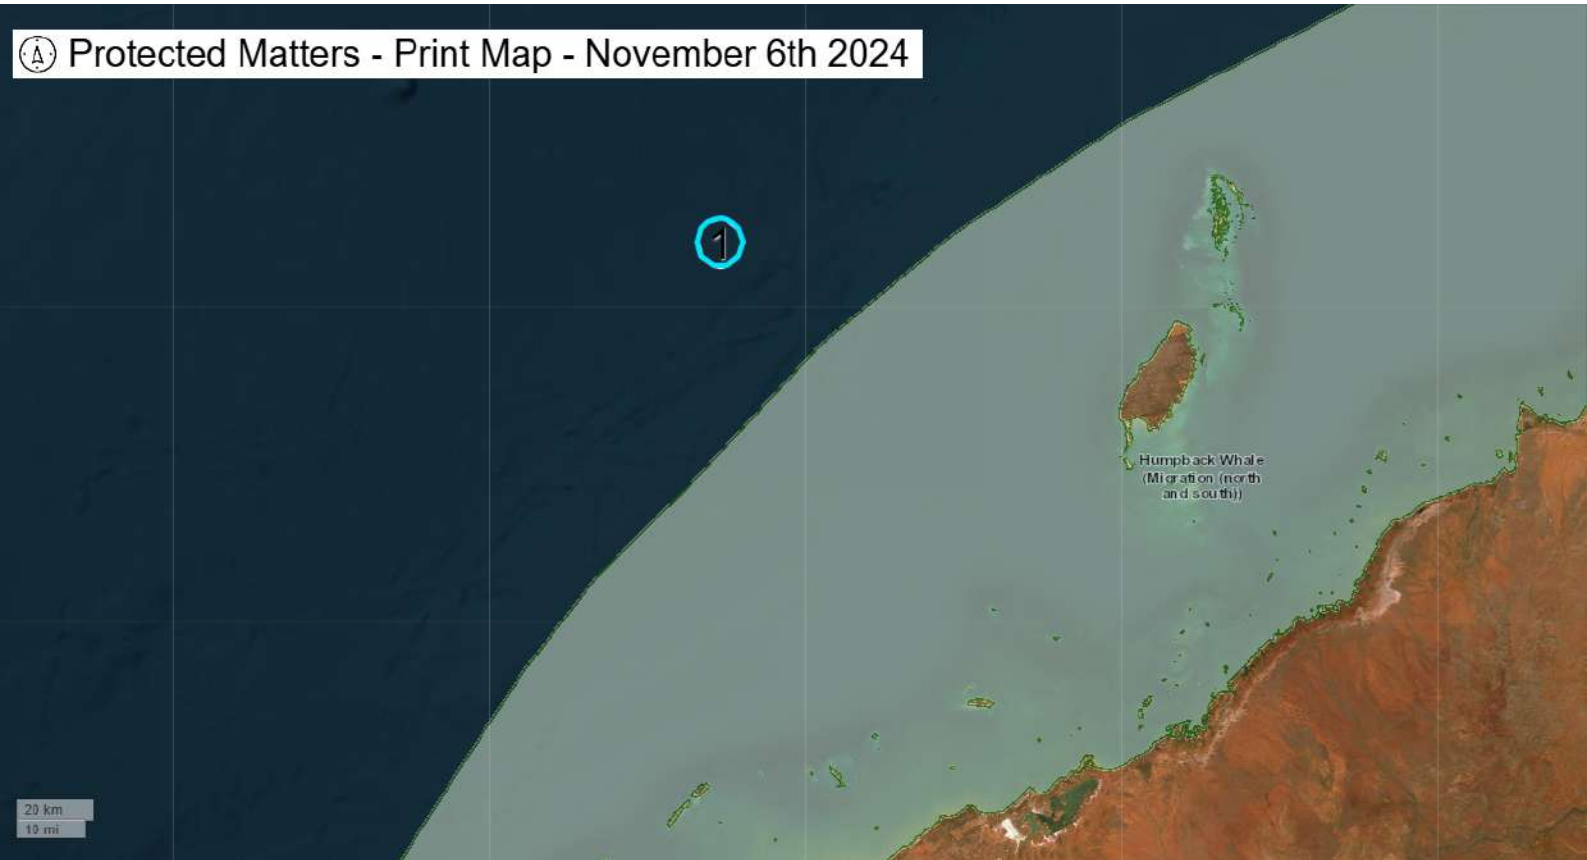 Protected Matters - Print Map - November 6th 2024
1
Humpback Whale
(Migration (north
and south))
20 km
10 mi